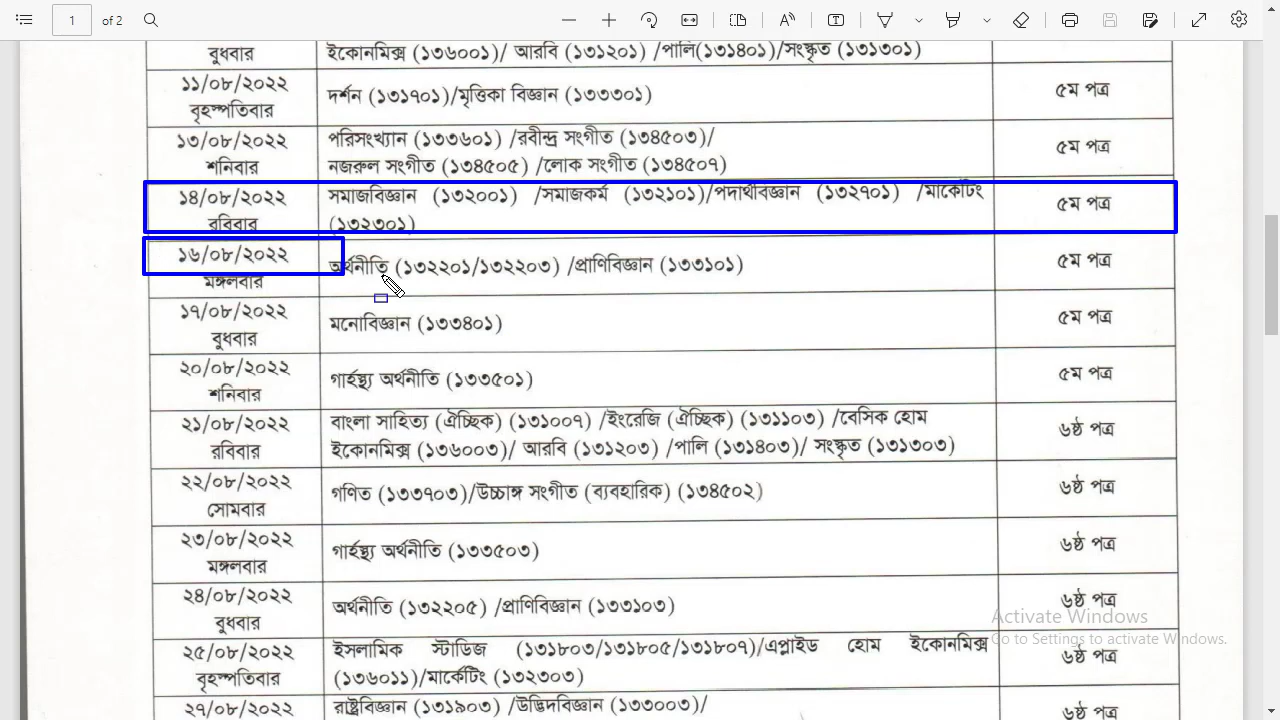 1 of 2
বুধবার ইকোনমিক্স (১৩৬০০১)/ আরবি (১৩১২০১) /পালি(১৩১৪০১)/সংস্কৃত (১৩১৩০১)
১১/০৮/২০২২
বৃহস্পতিবার
দর্শন (১৩১৭০১)/মৃত্তিকা বিজ্ঞান (১৩৩৩০১)
৫ম পত্র
১৩/০৮/২০২২
শনিবার
পরিসংখ্যান (১৩৩৬০১) /রবীন্দ্র সংগীত (১৩৪৫০৩)/
নজরুল সংগীত (১৩৪৫০৫) /লোক সংগীত (১৩৪৫০৭)
৫ম পত্র
১৪/০৮/২০২২
রবিবার
সমাজবিজ্ঞান (১৩২০০১) /সমাজকর্ম (১৩২১০১)/পদার্থবিজ্ঞান (১৩২৭০১) /মার্কেটিং
(১৩২৩০১)
৫ম পত্র
১৬/০৮/২০২২
মঙ্গলবার
অর্থনীতি (১৩২২০১/১৩২২০৩) /প্রাণিবিজ্ঞান (১৩৩১০১)
৫ম পত্র
১৭/০৮/২০২২
বুধবার
মনোবিজ্ঞান (১৩৩৪০১)
৫ম পত্র
২০/০৮/২০২২
শনিবার
গার্হস্থ্য অর্থনীতি (১৩৩৫০১)
৫ম পত্র
২১/০৮/২০২২
রবিবার
বাংলা সাহিত্য (ঐচ্ছিক) (১৩১০০৭) /ইংরেজি (ঐচ্ছিক) (১৩১১০৩) /বেসিক হোম
ইকোনমিক্স (১৩৬০০৩)/ আরবি (১৩১২০৩) /পালি (১৩১৪০৩)/ সংস্কৃত (১৩১৩০৩)
৬ষ্ঠ পত্র
২২/০৮/২০২২
সোমবার
গণিত (১৩৩৭০৩)/উচ্চাঙ্গ সংগীত (ব্যবহারিক) (১৩৪৫০২)
৬ষ্ঠ পত্র
২৩/০৮/২০২২
মঙ্গলবার
গার্হস্থ্য অর্থনীতি (১৩৩৫০৩)
৬ষ্ঠ পত্র
২৪/০৮/২০২২
বুধবার
অর্থনীতি (১৩২২০৫) /প্রাণিবিজ্ঞান (১৩৩১০৩)
৬ষ্ঠ পত্র
২৫/০৮/২০২২
বৃহস্পতিবার
ইসলামিক স্টাডিজ (১৩১৮০৩/১৩১৮০৫/১৩১৮০৭)/এপ্লাইড হোম ইকোনমিক্স
(১৩৬০১১)/মার্কেটিং (১৩২৩০৩)
৬ষ্ঠ পত্র
২৭/০৮/২০২২
রাষ্ট্রবিজ্ঞান (১৩১৯০৩) /উদ্ভিদবিজ্ঞান (১৩৩০০৩)/
৬ষ্ঠ পত্র
Activate Windows
Go to Settings to activate Windows.